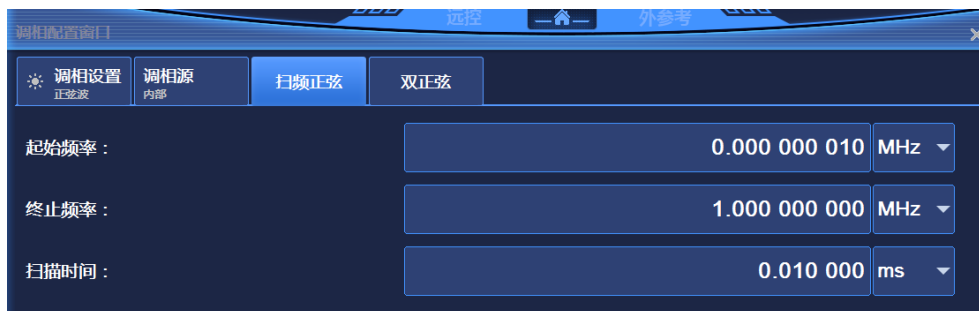 远控 外参考
调相配置窗口
调相设置 调相源 扫频正弦 双正弦
正弦波 内部
起始频率： 0.000 000 010 MHz
终止频率： 1.000 000 000 MHz
扫描时间： 0.010 000 ms